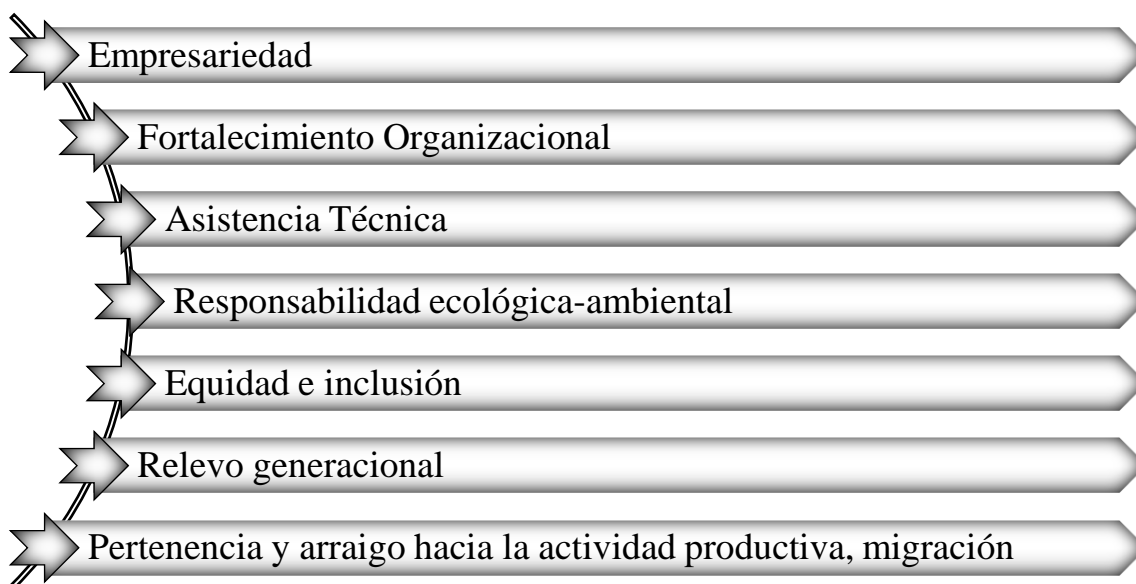 Empresariedad
Fortalecimiento Organizacional
Asistencia Técnica
Responsabilidad ecológica-ambiental
Equidad e inclusión
Relevo generacional
Pertenencia y arraigo hacia la actividad productiva, migración